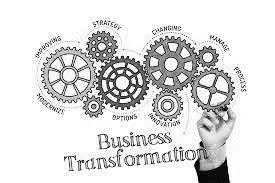 IMPROVING
STRATEGY
CHANGING
MANAGE
PROCESS
MODERNIZE
OPTIONS
INNOVATION
Business
Transformation